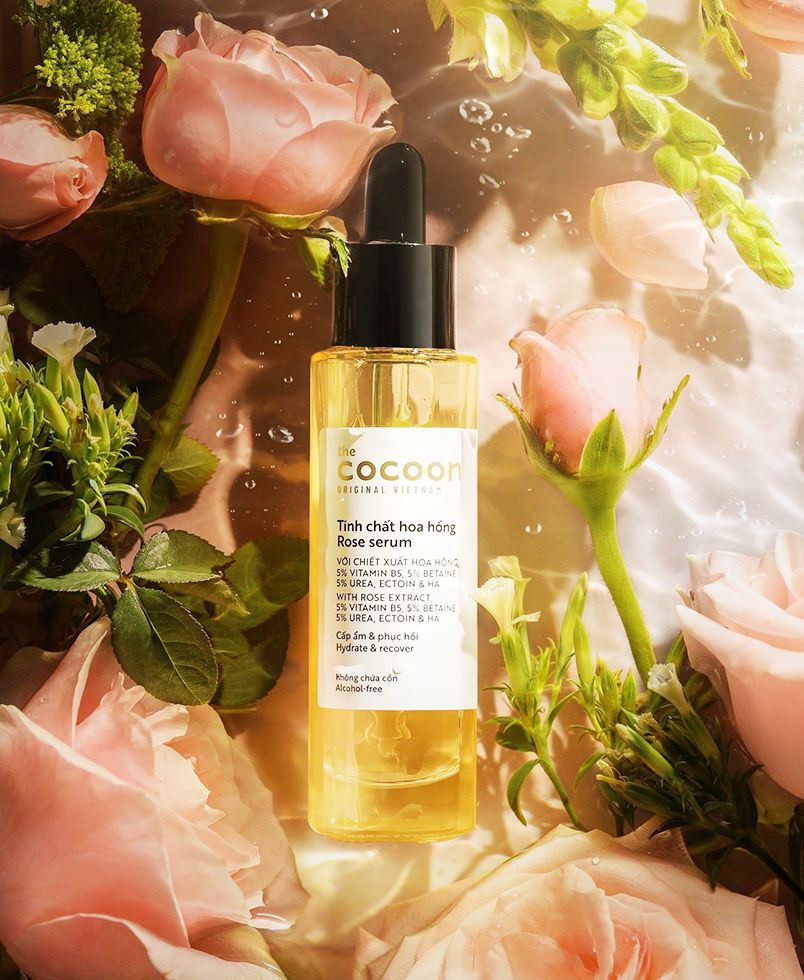 the
cocoon
ORIGINAL VIETNAM
Tinh chất hoa hồng
Rose serum
VỚI CHIẾT XUẤT HOA HỒNG,
5% VITAMIN B5, 5% BETAINE
5% UREA, ECTOIN & HA
WITH ROSE EXTRACT,
5% VITAMIN B5, 5% BETAINE
5% UREA, ECTOIN & HA
Cấp ẩm & phục hồi
Hydrate & recover
Không chứa cồn
Alcohol-free